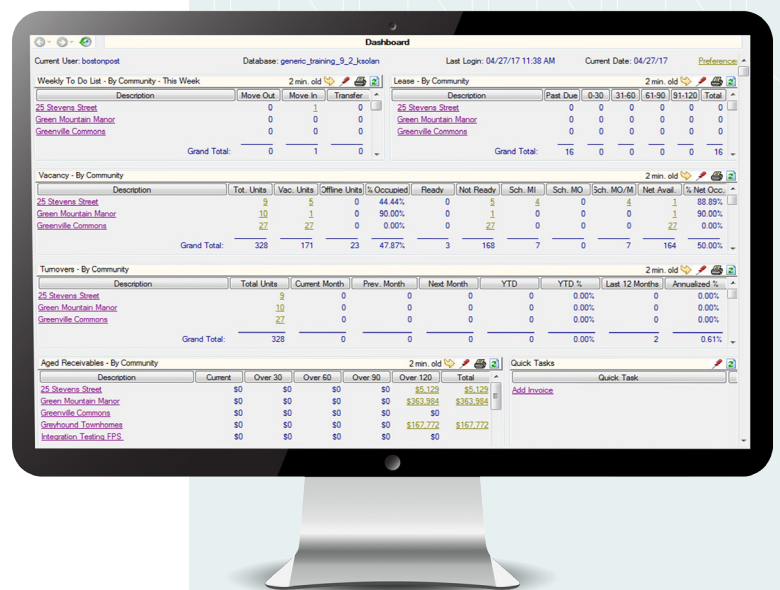 Dashboard
Current User: bostonpost Database: generic_training_9_2_ksolan Last Login: 04/27/17 11:38 AM Current Date: 04/27/17 Preferences
Weekly To Do List - By Community - This Week 2 min. old
Description Move Out Move In Transfer
25 Stevens Street 0 1 0
Green Mountain Manor 0 0 0
Greenville Commons 0 0 0
Grand Total: 0 1 0
Lease - By Community 2 min. old
Description Past Due 0-30 31-60 61-90 91-120 Total
25 Stevens Street 0 0 0 0 0 0
Green Mountain Manor 0 0 0 0 0 0
Greenville Commons 0 0 0 0 0 0
Grand Total: 16 0 0 0 0 16
Vacancy - By Community 2 min. old
Description Tot. Units Vac. Units Offline Units % Occupied Ready Not Ready Sch. MI Sch. MO Sch. MO/M Net Avail. % Net Occ.
25 Stevens Street 9 5 0 44.44% 0 5 4 0 4 1 88.89%
Green Mountain Manor 10 1 0 90.00% 0 1 0 0 0 1 90.00%
Greenville Commons 27 27 0 0.00% 0 27 0 0 0 27 0.00%
Grand Total: 328 171 23 47.87% 3 168 7 0 7 164 50.00%
Turnovers - By Community 2 min. old
Description Total Units Current Month Prev. Month Next Month YTD YTD % Last 12 Months Annualized %
25 Stevens Street 9 0 0 0 0 0.00% 0 0.00%
Green Mountain Manor 10 0 0 0 0 0.00% 0 0.00%
Greenville Commons 27 0 0 0 0 0.00% 0 0.00%
Grand Total: 328 0 0 0 0 0.00% 2 0.61%
Aged Receivables - By Community 2 min. old
Description Current Over 30 Over 60 Over 90 Over 120 Total
25 Stevens Street $0 $0 $0 $0 $5,129 $5,129
Green Mountain Manor $0 $0 $0 $0 $363,984 $363,984
Greenville Commons $0 $0 $0 $0 $0
Greyhound Townhomes $0 $0 $0 $0 $167,772 $167,772
Integration Testing FPS $0 $0 $0 $0 $0
Quick Tasks
Quick Task
Add Invoice